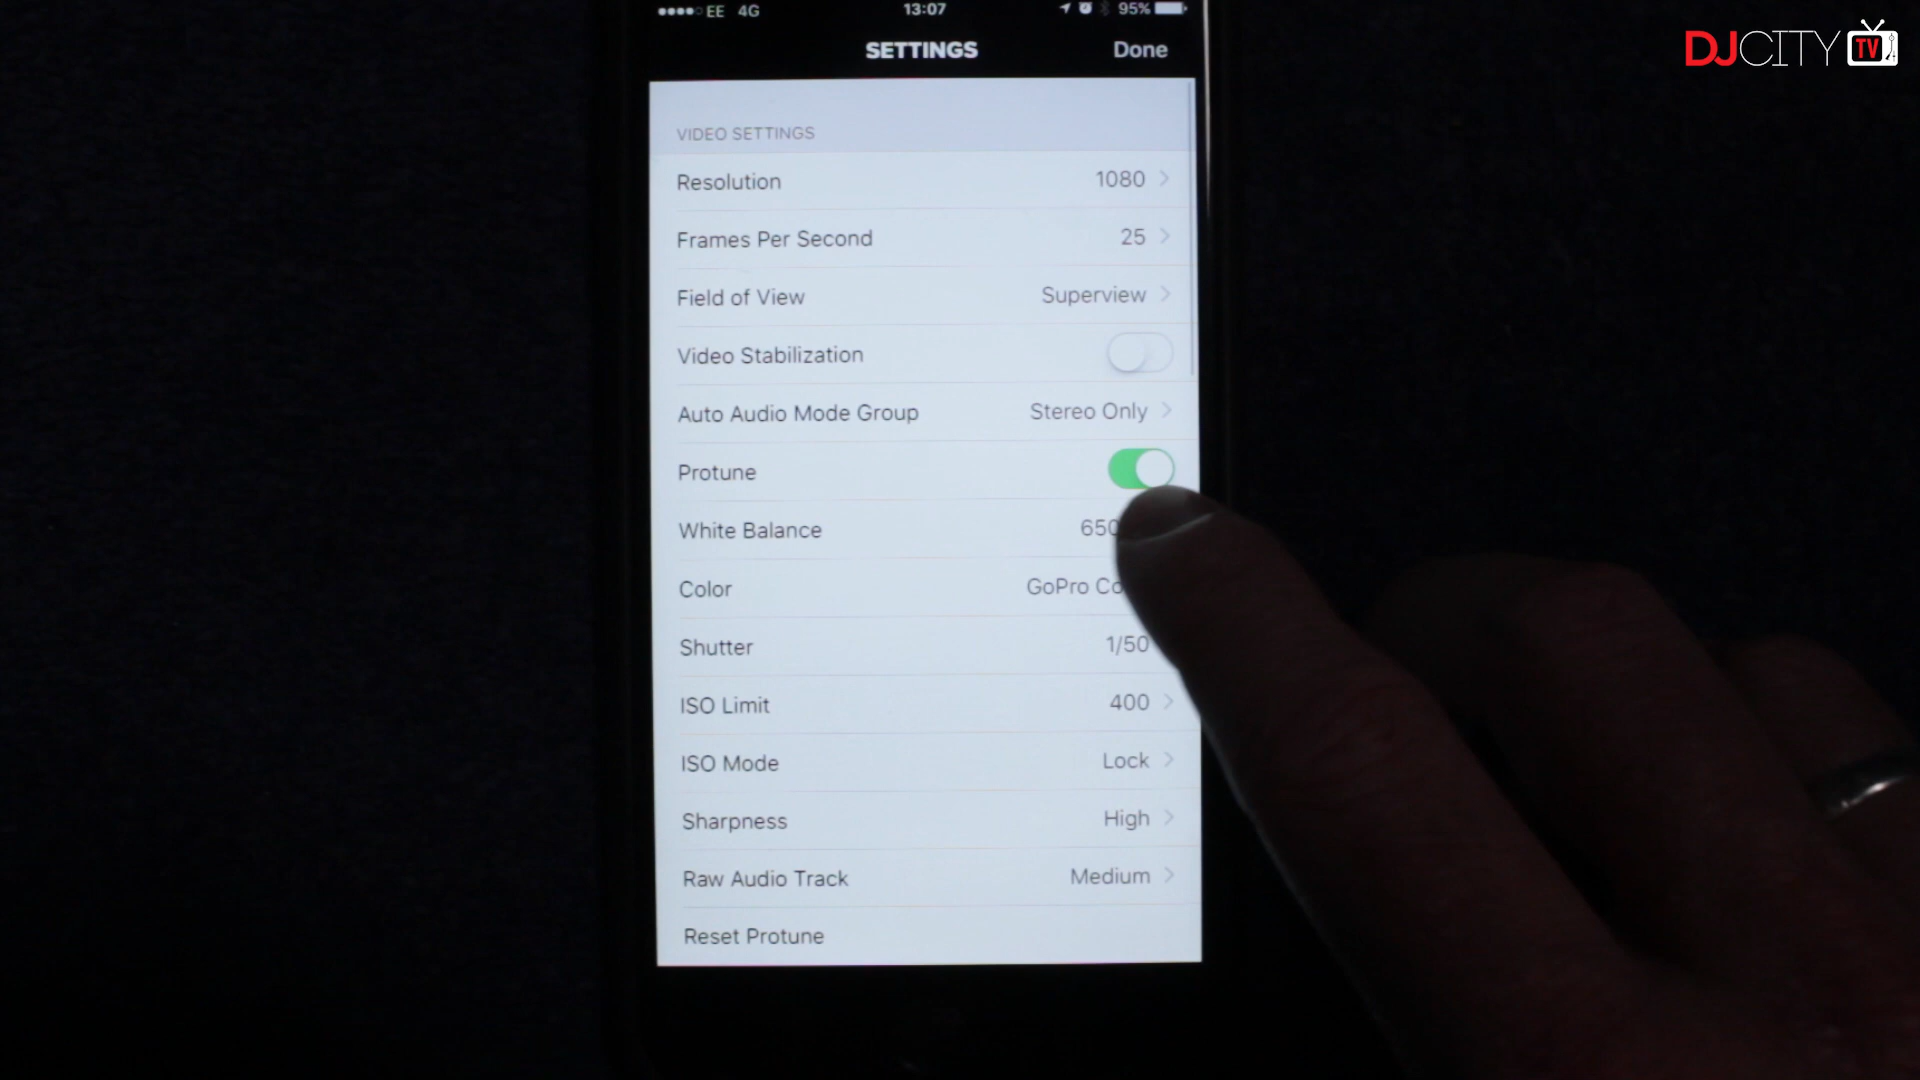 EE 4G 13:07 95%
SETTINGS Done
DJCITY TV
VIDEO SETTINGS
Resolution 1080
Frames Per Second 25
Field of View Superview
Video Stabilization
Auto Audio Mode Group Stereo Only
Protune
White Balance
Color GoPro
Shutter 1/50
ISO Limit 400
ISO Mode Lock
Sharpness High
Raw Audio Track Medium
Reset Protune